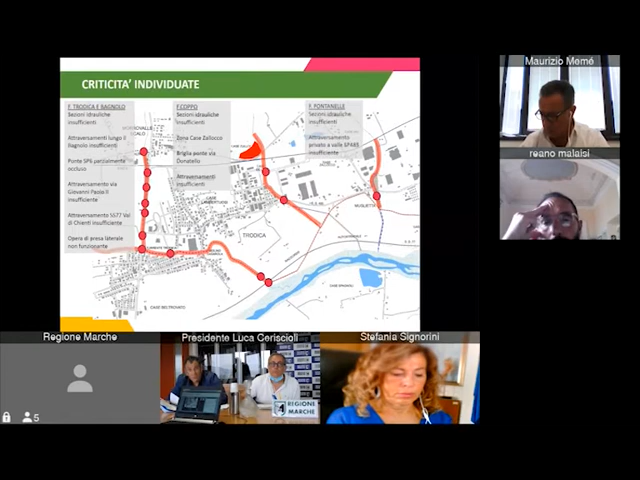 CRITICITA' INDIVIDUATE
F. TRODICA E BAGNOLO
Sezioni idrauliche
insufficienti
Attraversamenti lungo il
Bagnolo insufficienti
Ponte SP6 parzialmente
occluso
Attraversamento via
Giovanni Paolo II
insufficiente
Attraversamento SS77 Val
di Chienti insufficiente
Opera di presa laterale
non funzionante
F.COPPO
Sezioni idrauliche
insufficienti
Zona Case Zallocco
Briglia ponte via
Donatello
Attraversamenti
insufficienti
F. FONTANELLE
Sezioni idrauliche
insufficienti
Attraversamento
privato a valle SP485
insufficiente
TRODICA
Maurizio Memé
reano malaisi
Regione Marche
5
Presidente Luca Ceriscioli
REGIONE
MARCHE
Stefania Signorini